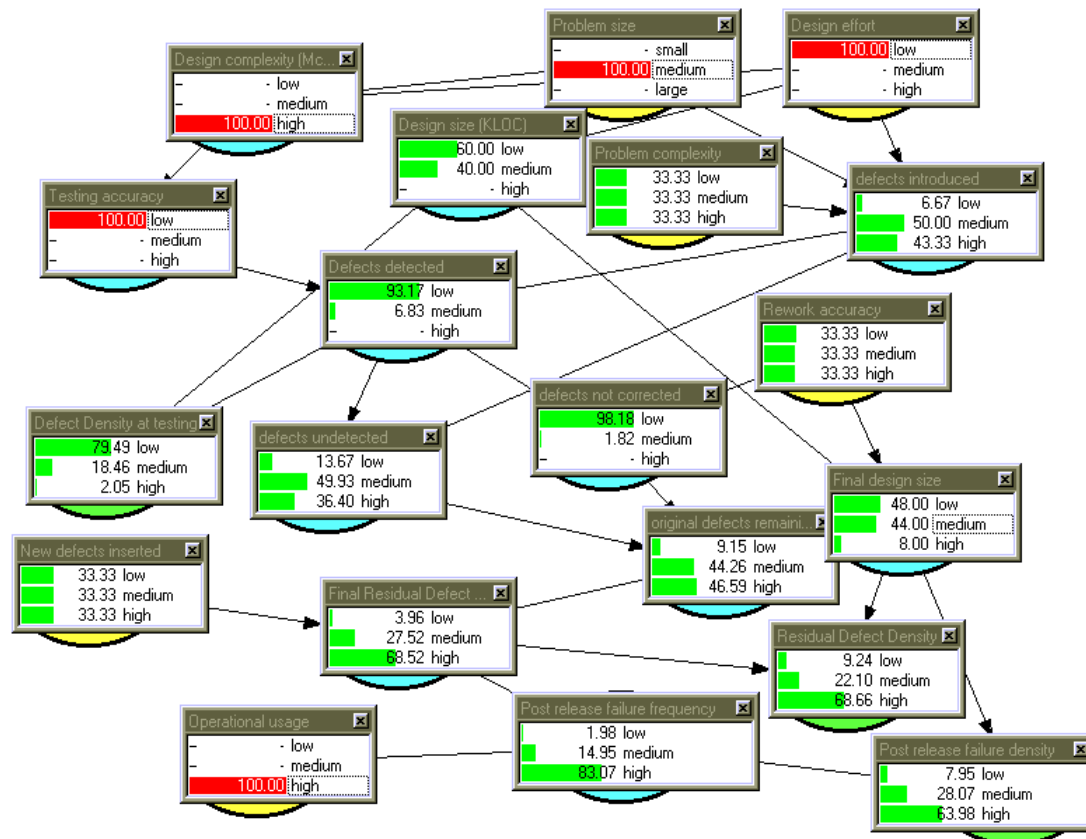 Problem size
- - small
100.00 medium
- - large
Design effort
100.00 low
- - medium
- - high
Design complexity (Mc...
- - low
- - medium
100.00 high
Design size (KLOC)
60.00 low
40.00 medium
- - high
Problem complexity
33.33 low
33.33 medium
33.33 high
defects introduced
6.67 low
50.00 medium
43.33 high
Testing accuracy
100.00 low
- - medium
- - high
Defects detected
93.17 low
6.83 medium
- - high
Rework accuracy
33.33 low
33.33 medium
33.33 high
defects not corrected
98.18 low
1.82 medium
- - high
Defect Density at testing
79.49 low
18.46 medium
2.05 high
defects undetected
13.67 low
49.93 medium
36.40 high
Final design size
48.00 low
44.00 medium
8.00 high
original defects remaini...
9.15 low
44.26 medium
46.59 high
New defects inserted
33.33 low
33.33 medium
33.33 high
Final Residual Defect ...
3.96 low
27.52 medium
68.52 high
Residual Defect Density
9.24 low
22.10 medium
68.66 high
Post release failure frequency
1.98 low
14.95 medium
83.07 high
Operational usage
- - low
- - medium
100.00 high
Post release failure density
7.95 low
28.07 medium
63.98 high